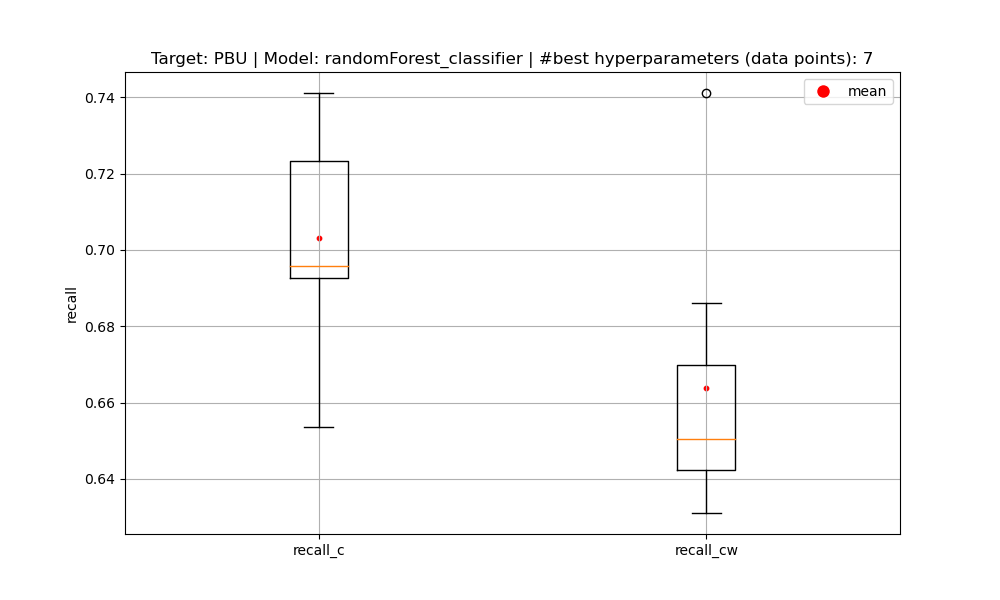 Target: PBU | Model: randomForest_classifier | #best hyperparameters (data points): 7
mean
0.74
0.72
0.70
0.68
0.66
0.64
recall
recall_c
recall_cw